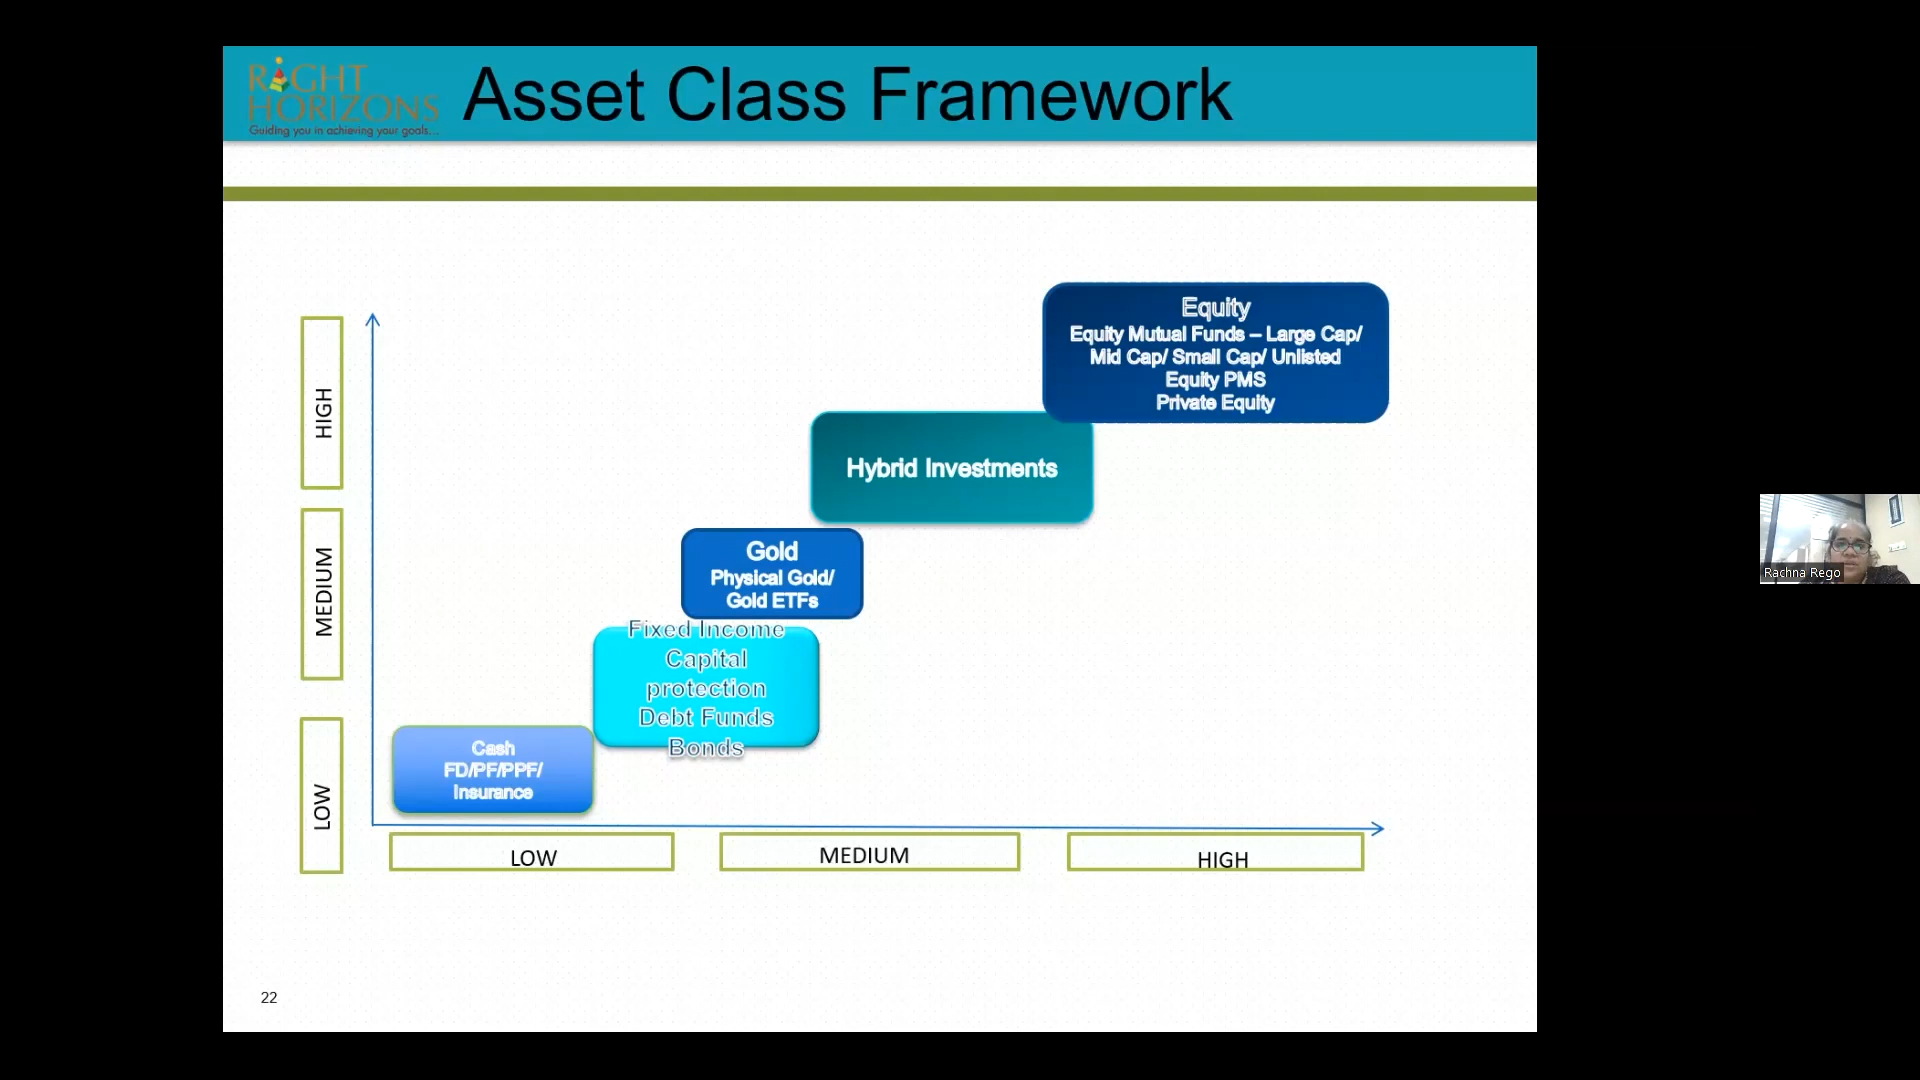 RIGHT
HORIZONS
Guiding you in achieving your goals...
Asset Class Framework
HIGH
MEDIUM
LOW
Equity
Equity Mutual Funds – Large Cap/
Mid Cap/ Small Cap/ Unlisted
Equity PMS
Private Equity
Hybrid Investments
Gold
Physical Gold/
Gold ETFs
Fixed Income
Capital
protection
Debt Funds
Bonds
Cash
FD/PF/PPF/
Insurance
LOW
MEDIUM
HIGH
22
Rachna Rego